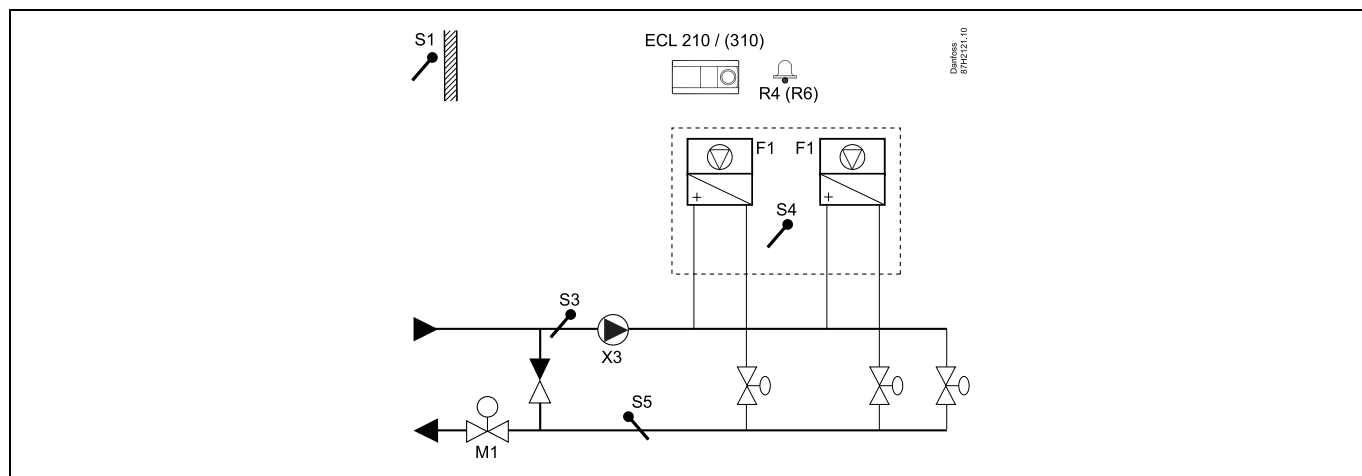 S1
ECL 210 / (310)
Danfoss
87H2121.10
R4 (R6)
F1
F1
+
+
S4
S3
X3
S5
M1